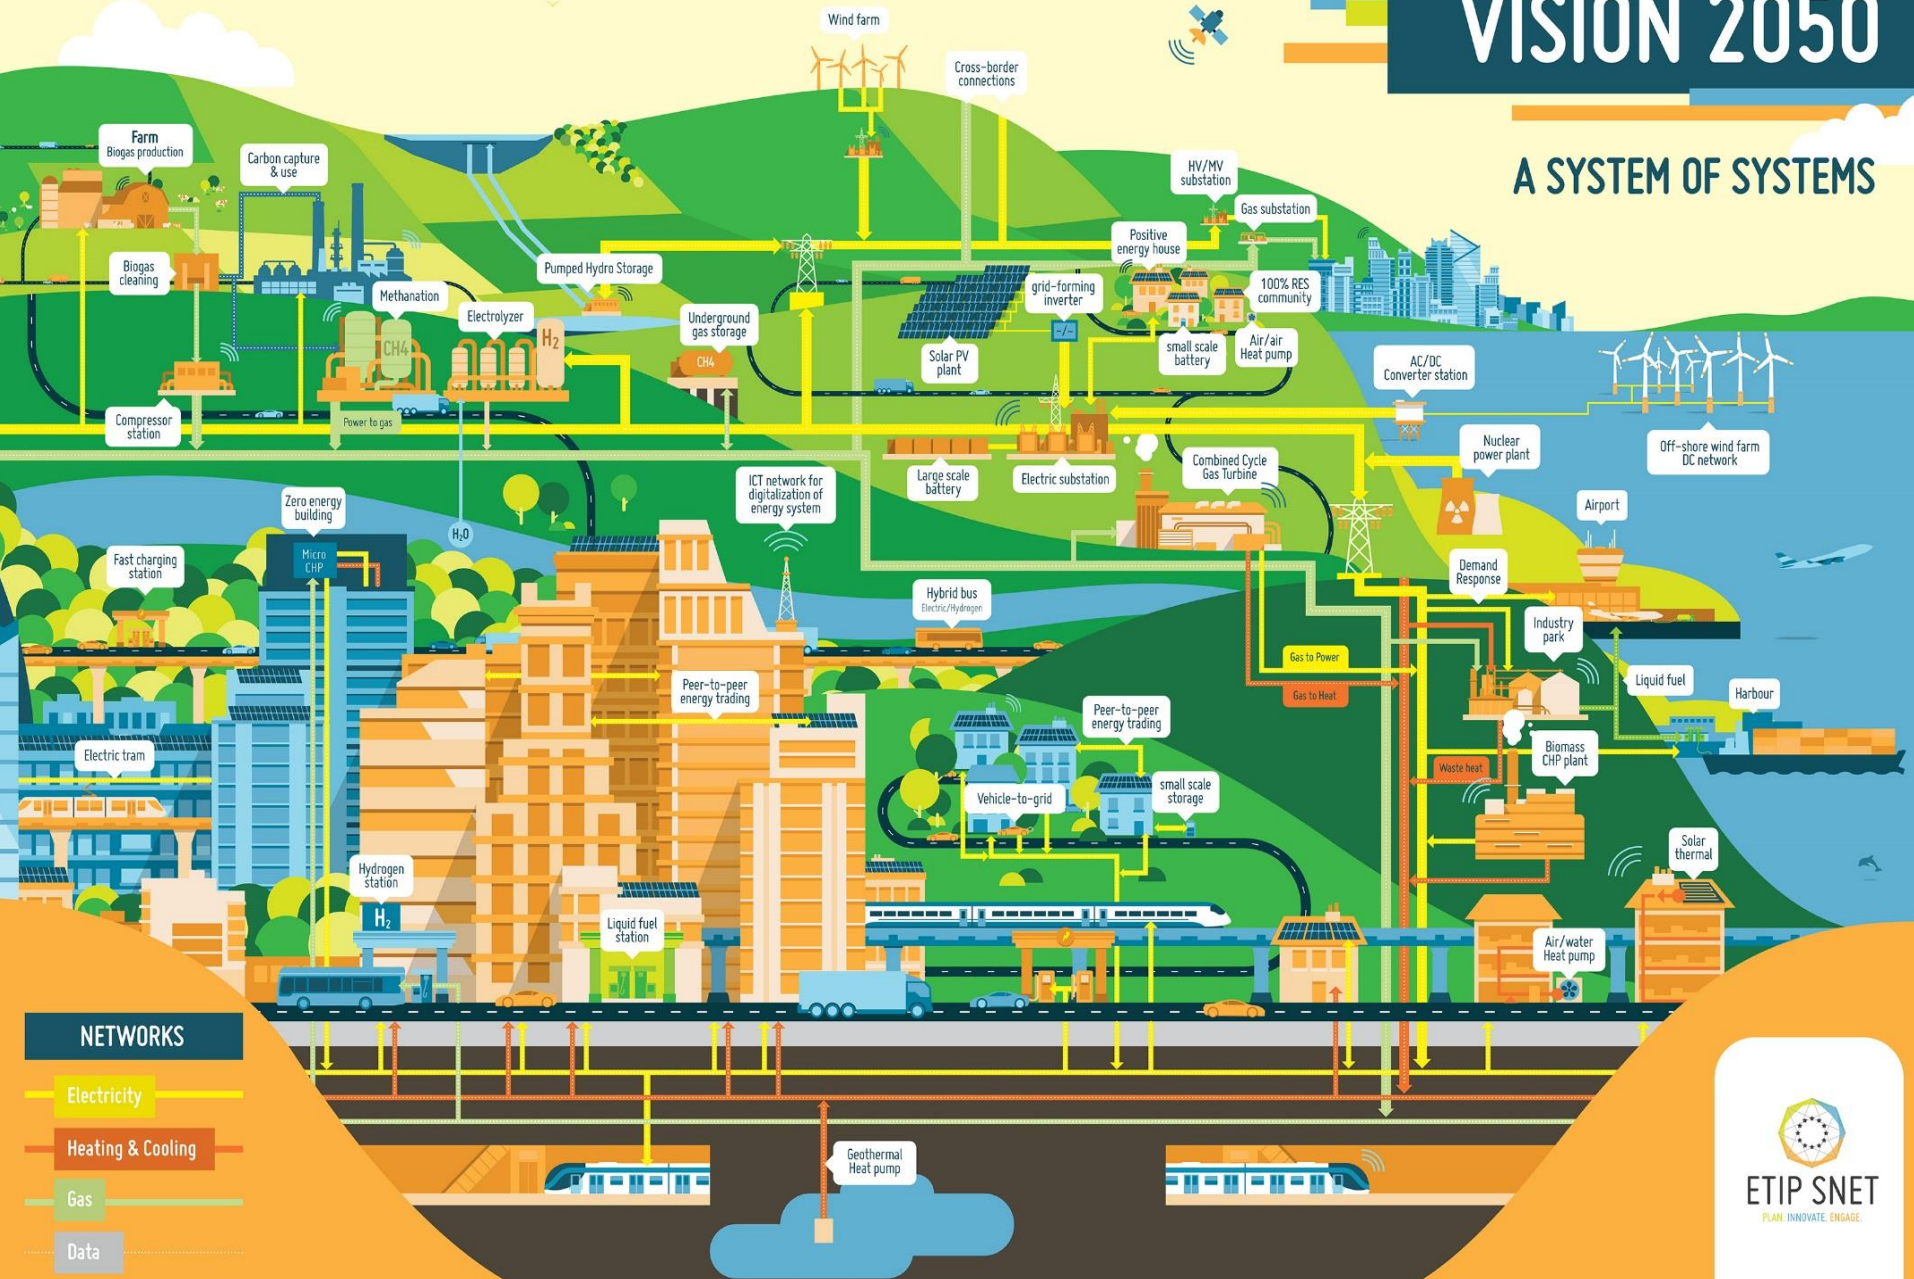 VISION 2050
A SYSTEM OF SYSTEMS
Wind farm
Cross-border
connections
Farm
Biogas production
Carbon capture
& use
HV/MV
substation
Gas substation
Positive
energy house
Biogas
cleaning
Pumped Hydro Storage
grid-forming
inverter
100% RES
community
Methanation
Electrolyzer
Underground
gas storage
CH4
H2
CH4
-/~
Solar PV
plant
small scale
battery
Air/air
Heat pump
AC/DC
Converter station
Compressor
station
Power to gas
Large scale
battery
Electric substation
Combined Cycle
Gas Turbine
Nuclear
power plant
Off-shore wind farm
DC network
Zero energy
building
ICT network for
digitalization of
energy system
Airport
H₂O
Micro
CHP
Fast charging
station
Hybrid bus
Electric/Hydrogen
Demand
Response
Industry
park
Gas to Power
Gas to Heat
Liquid fuel
Harbour
Peer-to-peer
energy trading
Peer-to-peer
energy trading
Electric tram
Biomass
CHP plant
Waste heat
Vehicle-to-grid
small scale
storage
Solar
thermal
Hydrogen
station
H₂
Liquid fuel
station
Air/water
Heat pump
NETWORKS
Electricity
Heating & Cooling
Gas
Data
Geothermal
Heat pump
ETIP SNET
PLAN. INNOVATE. ENGAGE.